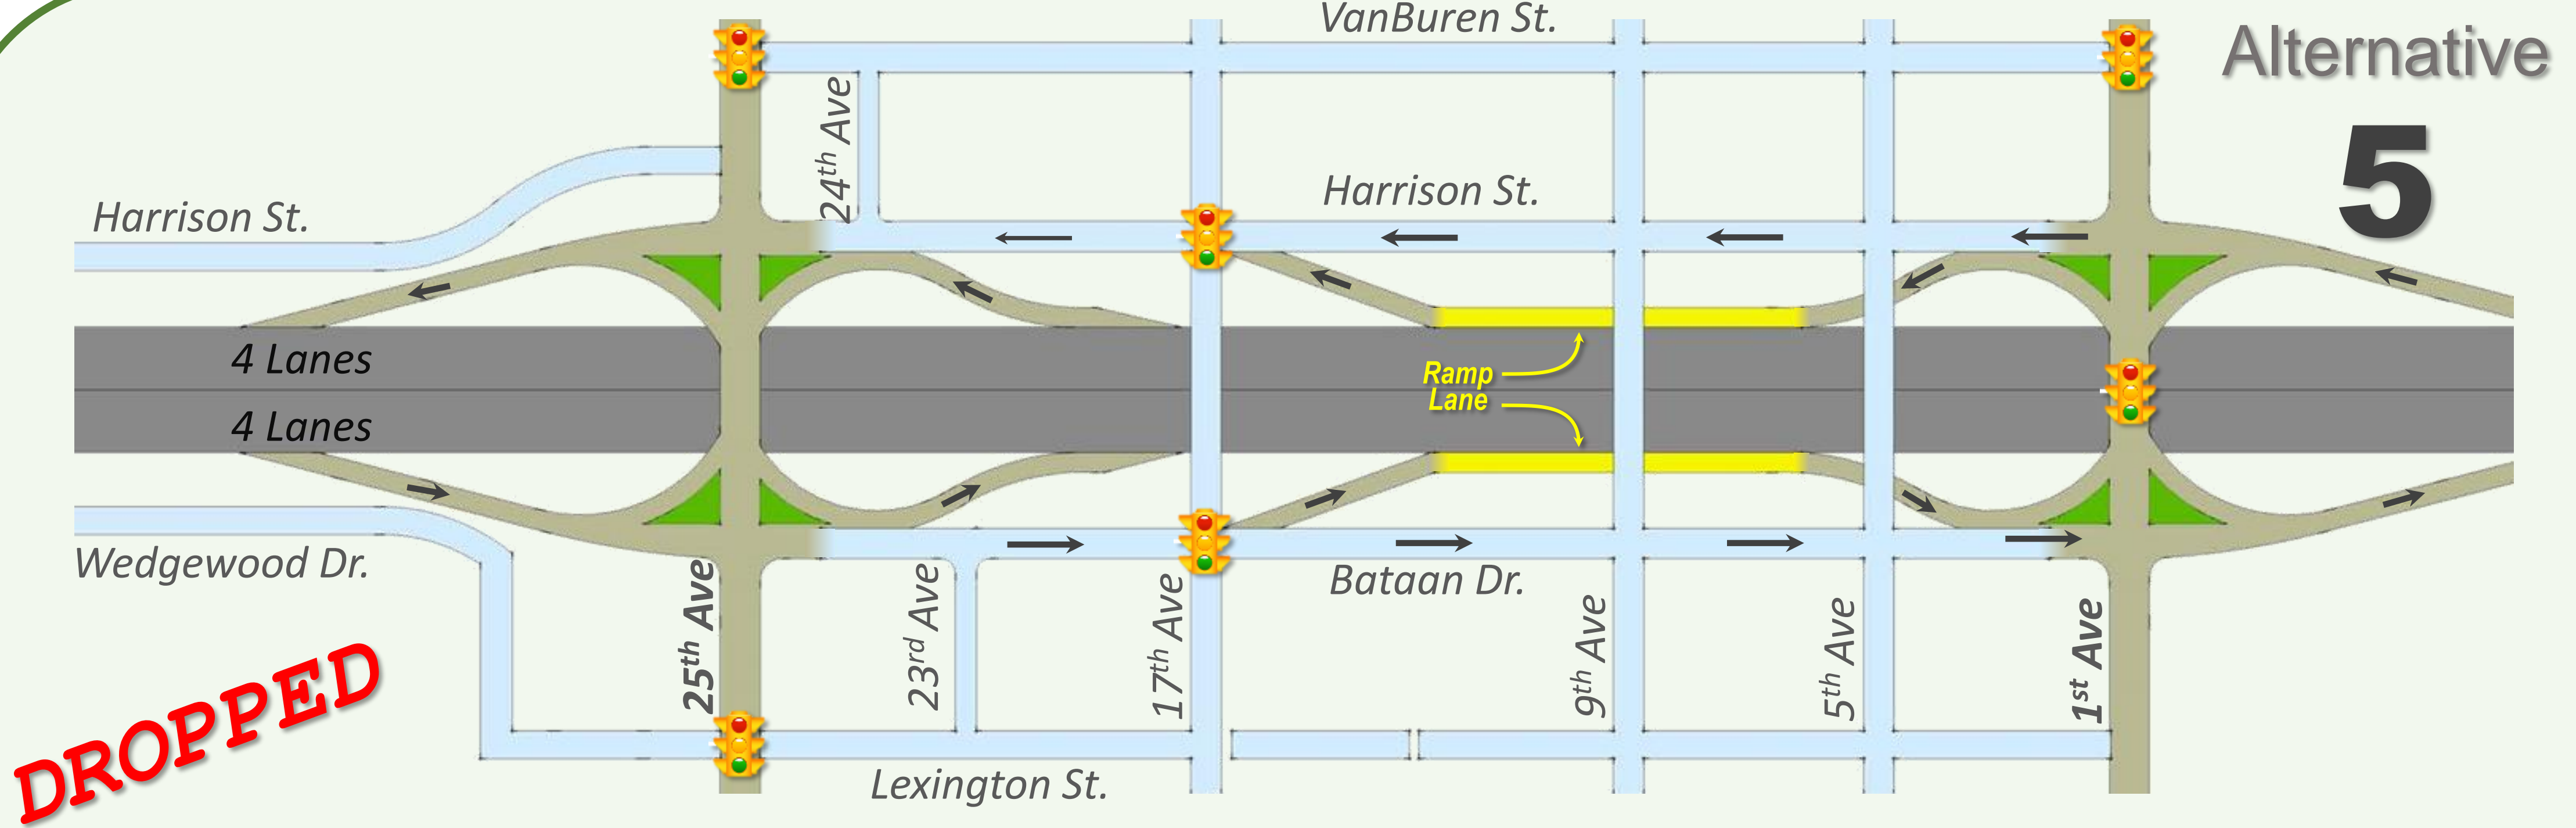 VanBuren St.
Alternative
5
24th Ave
Harrison St.
Harrison St.
4 Lanes
4 Lanes
Ramp
Lane
Wedgewood Dr.
Bataan Dr.
25th Ave
23rd Ave
17th Ave
9th Ave
5th Ave
1st Ave
DROPPED
Lexington St.